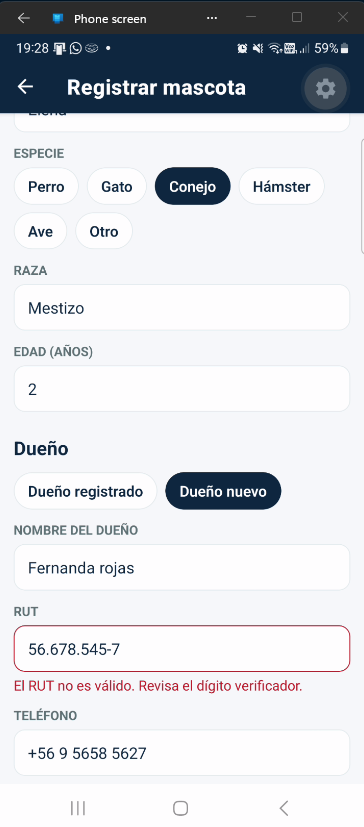 Phone screen
19:28
59%
Registrar mascota
Elena
ESPECIE
Perro Gato Conejo Hámster
Ave Otro
RAZA
Mestizo
EDAD (AÑOS)
2
Dueño
Dueño registrado Dueño nuevo
NOMBRE DEL DUEÑO
Fernanda rojas
RUT
56.678.545-7
El RUT no es válido. Revisa el dígito verificador.
TELÉFONO
+56 9 5658 5627